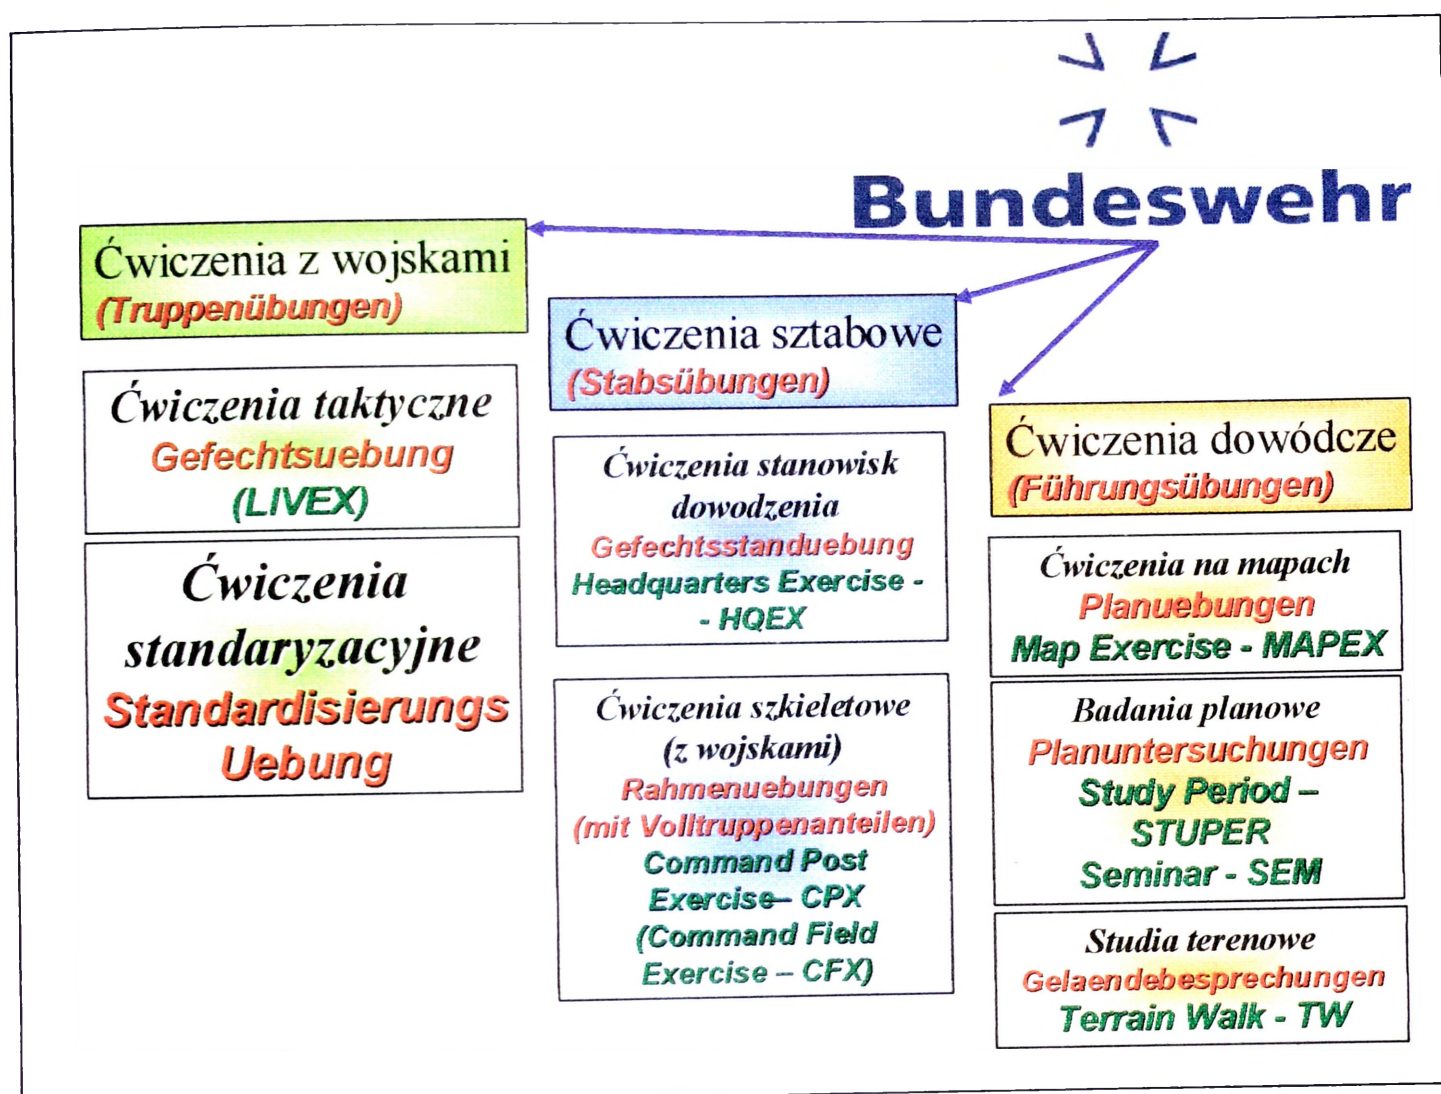 Bundeswehr
Ćwiczenia z wojskami
(Truppenübungen)
Ćwiczenia taktyczne
Gefechtsuebung
(LIVEX)
Ćwiczenia
standaryzacyjne
Standardisierungs
Uebung
Ćwiczenia sztabowe
(Stabsübungen)
Ćwiczenia stanowisk
dowodzenia
Gefechtsstanduebung
Headquarters Exercise -
- HQEX
Ćwiczenia szkieletowe
(z wojskami)
Rahmenuebungen
(mit Volltruppenanteilen)
Command Post
Exercise– CPX
(Command Field
Exercise – CFX)
Ćwiczenia dowódcze
(Führungsübungen)
Ćwiczenia na mapach
Planuebungen
Map Exercise - MAPEX
Badania planowe
Planuntersuchungen
Study Period –
STUPER
Seminar - SEM
Studia terenowe
Gelaendebesprechungen
Terrain Walk - TW